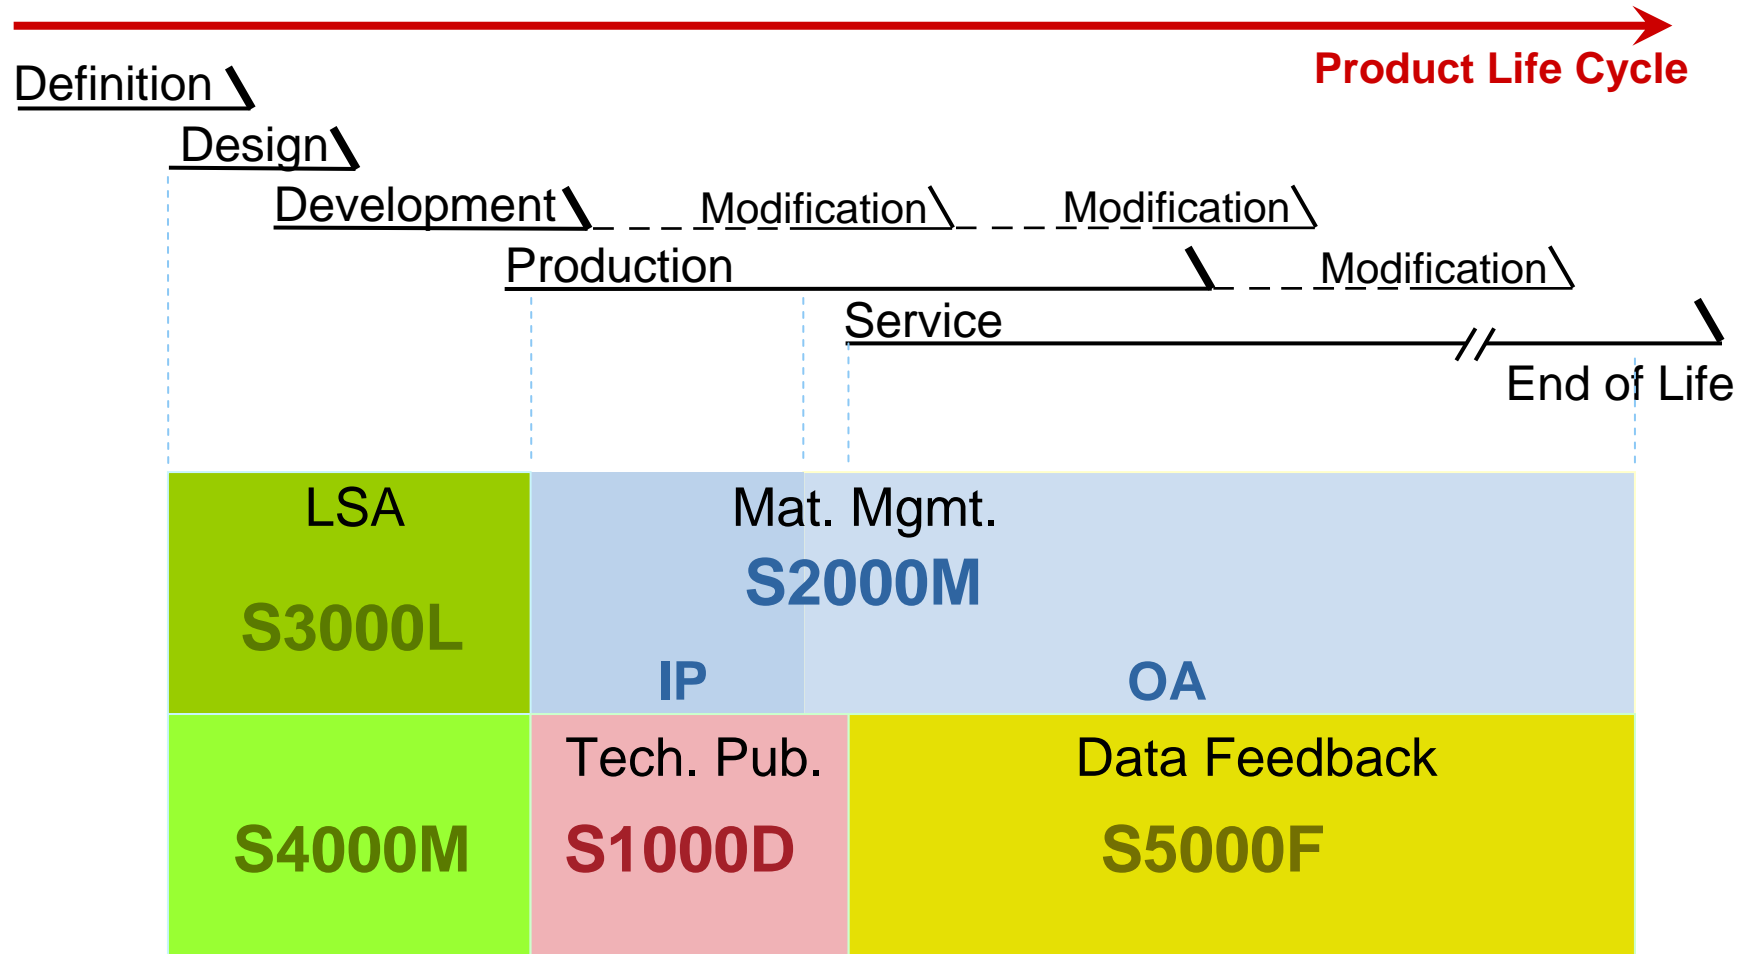 Product Life Cycle
Definition
Design
Development Modification Modification
Production Modification
Service
End of Life
LSA
S3000L
Mat. Mgmt.
S2000M
IP OA
S4000M
Tech. Pub.
S1000D
Data Feedback
S5000F